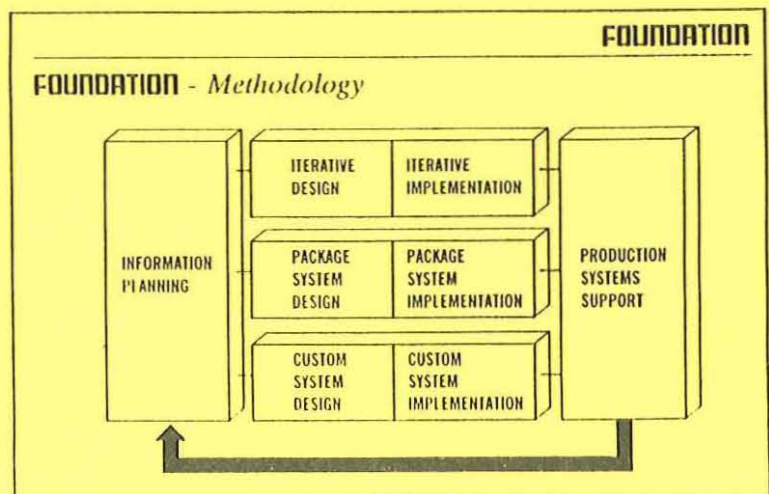 FOUNDATION
FOUNDATION - Methodology
INFORMATION
PLANNING
ITERATIVE
DESIGN
ITERATIVE
IMPLEMENTATION
PACKAGE
SYSTEM
DESIGN
PACKAGE
SYSTEM
IMPLEMENTATION
CUSTOM
SYSTEM
DESIGN
CUSTOM
SYSTEM
IMPLEMENTATION
PRODUCTION
SYSTEMS
SUPPORT